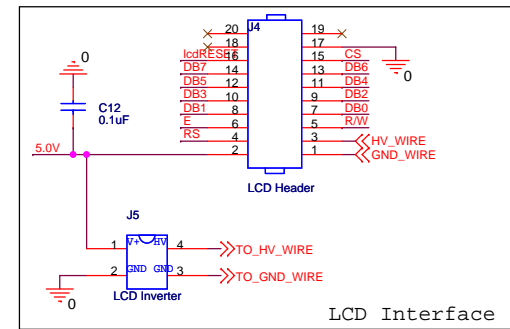 J4
20 19
18 17
0
lcdRESET 16 15 CS
DB7 14 13 DB6
0
DB5 12 11 DB4
DB3 10 9 DB2
C12
0.1uF
DB1 8 7 DB0
E 6 5 R/W
RS 4 3 HV_WIRE
5.0V 2 1 GND_WIRE
LCD Header
J5
1 V+ HV 4 TO_HV_WIRE
2 GND GND 3 TO_GND_WIRE
0
LCD Inverter
LCD Interface